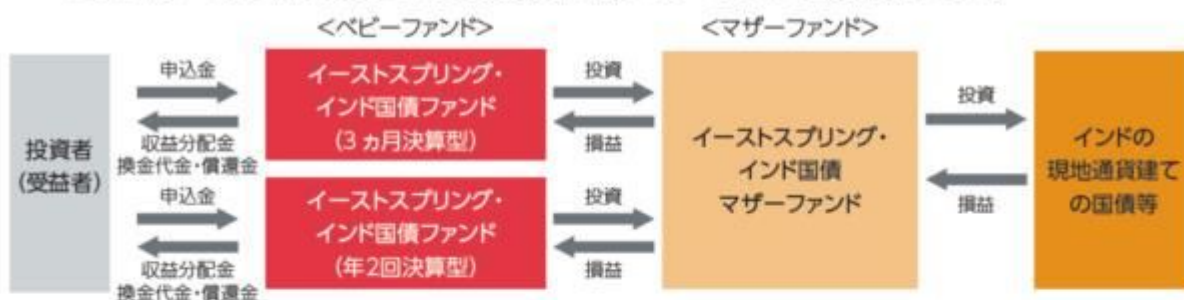 <ベビーファンド>
<マザーファンド>
投資者
(受益者)
申込金
収益分配金
換金代金・償還金
申込金
収益分配金
換金代金・償還金
イーストスプリング・
インド国債ファンド
(3ヵ月決算型)
イーストスプリング・
インド国債ファンド
(年2回決算型)
投資
損益
投資
損益
イーストスプリング・
インド国債
マザーファンド
投資
損益
インドの
現地通貨建て
の国債等